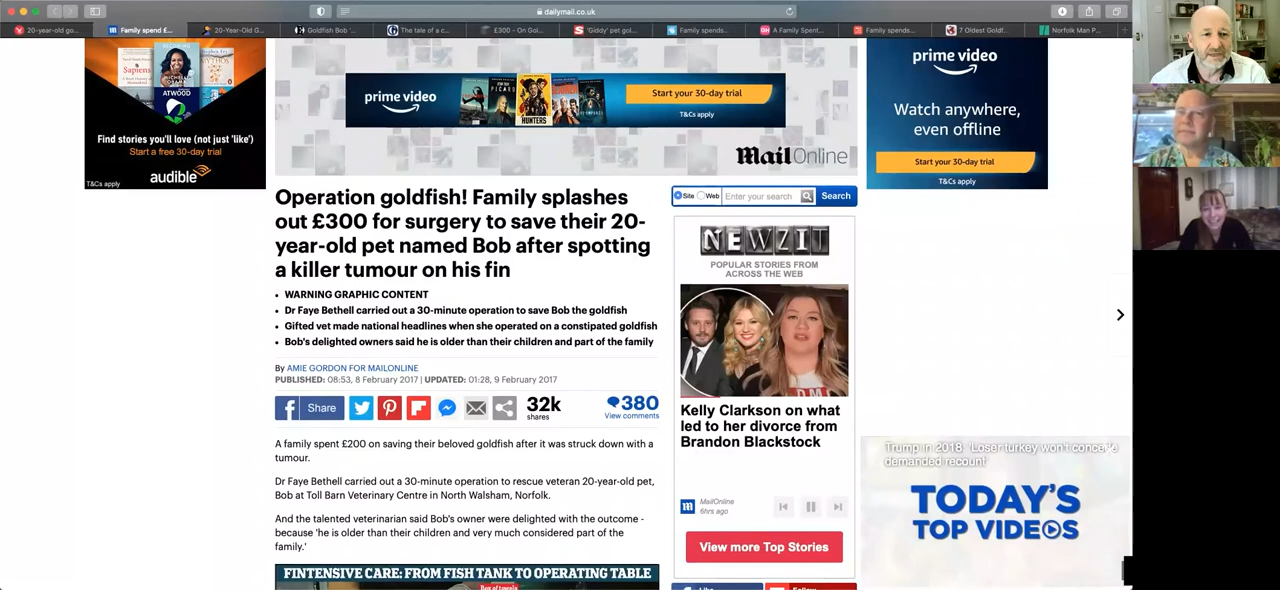 dailymail.co.uk
20-year-old go...
Family spend £...
20-Year-Old G...
Goldfish Bob '...
The tale of a c...
£300 - On Goi...
'Giddy' pet gol...
Family spends...
A Family Spent...
Family spends...
7 Oldest Goldf...
Norfolk Man P...
Sapiens
ATWOOD
Find stories you'll love (not just 'like')
Start a free 30-day trial
audible
T&Cs apply
prime video
PICARD
HUNTERS
Start your 30-day trial
T&Cs apply
MailOnline
prime video
Watch anywhere,
even offline
Start your 30-day trial
T&Cs apply
Operation goldfish! Family splashes
out £300 for surgery to save their 20-
year-old pet named Bob after spotting
a killer tumour on his fin
WARNING GRAPHIC CONTENT
Dr Faye Bethell carried out a 30-minute operation to save Bob the goldfish
Gifted vet made national headlines when she operated on a constipated goldfish
Bob's delighted owners said he is older than their children and part of the family
By AMIE GORDON FOR MAILONLINE
PUBLISHED: 08:53, 8 February 2017 | UPDATED: 01:28, 9 February 2017
Share
32k
shares
380
View comments
A family spent £200 on saving their beloved goldfish after it was struck down with a
tumour.
Dr Faye Bethell carried out a 30-minute operation to rescue veteran 20-year-old pet,
Bob at Toll Barn Veterinary Centre in North Walsham, Norfolk.
And the talented veterinarian said Bob's owner were delighted with the outcome -
because 'he is older than their children and very much considered part of the
family.'
FINTENSIVE CARE: FROM FISH TANK TO OPERATING TABLE
Box of towels
Site Web Enter your search Search
NEWZIT
POPULAR STORIES FROM
ACROSS THE WEB
Kelly Clarkson on what
led to her divorce from
Brandon Blackstock
MailOnline
6hrs ago
View more Top Stories
Like
Follow
Trump in 2018: 'Loser turkey won't concede
demanded recount'
TODAY'S
TOP VIDEOS